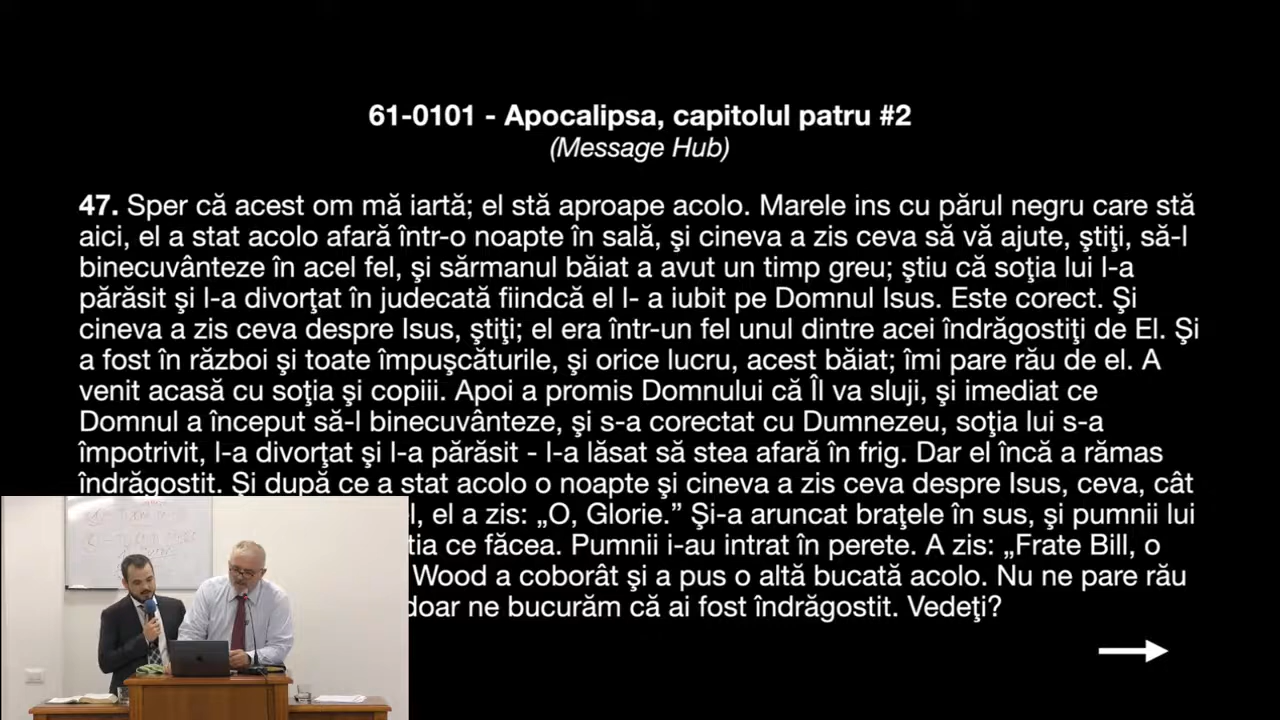 61-0101 - Apocalipsa, capitolul patru #2
(Message Hub)
47. Sper că acest om mă iartă; el stă aproape acolo. Marele ins cu părul negru care stă
aici, el a stat acolo afară într-o noapte în sală, şi cineva a zis ceva să vă ajute, ştiţi, să-l
binecuvânteze în acel fel, şi sărmanul băiat a avut un timp greu; ştiu că soţia lui l-a
părăsit şi l-a divorţat în judecată fiindcă el l- a iubit pe Domnul Isus. Este corect. Şi
cineva a zis ceva despre Isus, ştiţi; el era într-un fel unul dintre acei îndrăgostiţi de El. Şi
a fost în război şi toate împuşcăturile, şi orice lucru, acest băiat; îmi pare rău de el. A
venit acasă cu soţia şi copiii. Apoi a promis Domnului că Îl va sluji, şi imediat ce
Domnul a început să-l binecuvânteze, şi s-a corectat cu Dumnezeu, soţia lui s-a
împotrivit, l-a divorţat şi l-a părăsit - l-a lăsat să stea afară în frig. Dar el încă a rămas
îndrăgostit. Şi după ce a stat acolo o noapte şi cineva a zis ceva despre Isus, ceva, cât
el a zis: „O, Glorie.” Şi-a aruncat braţele în sus, şi pumnii lui
ce făcea. Pumnii i-au intrat în perete. A zis: „Frate Bill, o
Wood a coborât şi a pus o altă bucată acolo. Nu ne pare rău
doar ne bucurăm că ai fost îndrăgostit. Vedeţi?